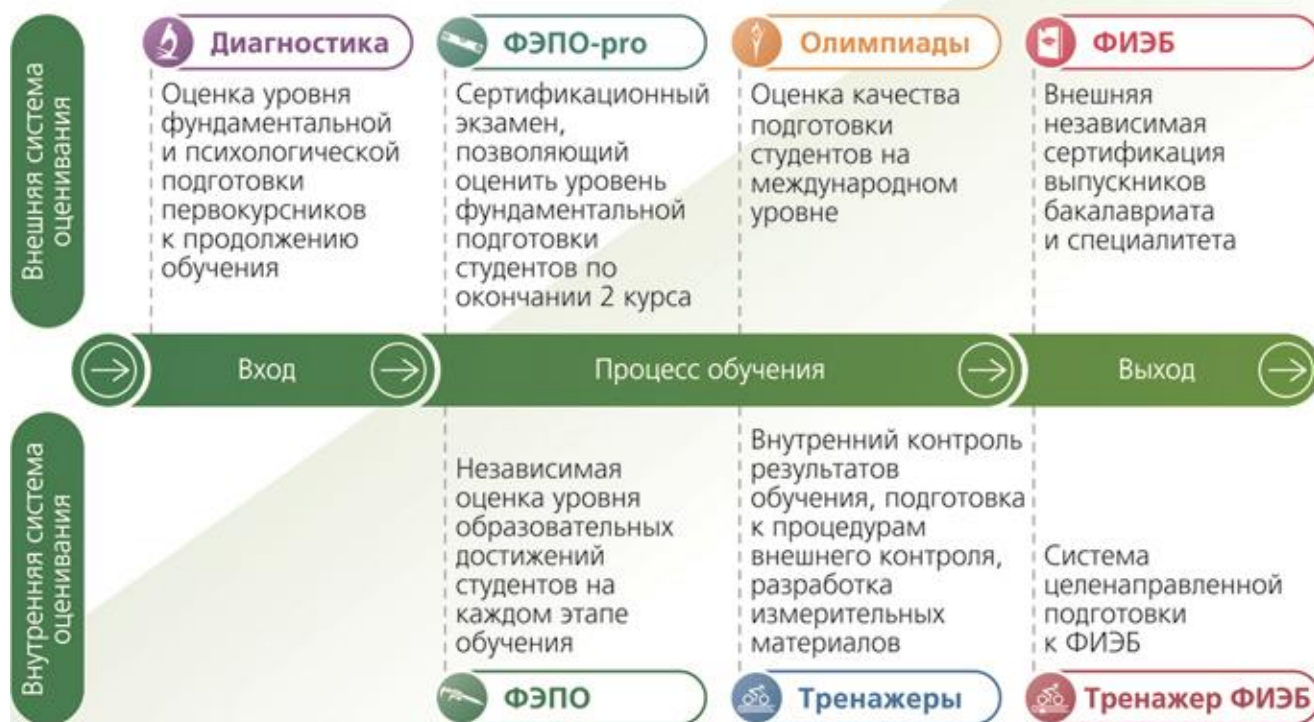 Внешняя система
оценивания
Диагностика
Оценка уровня
фундаментальной
и психологической
подготовки
первокурсников
к продолжению
обучения
ФЭПО-pro
Сертификационный
экзамен,
позволяющий
оценить уровень
фундаментальной
подготовки
студентов по
окончании 2 курса
Олимпиады
Оценка качества
подготовки
студентов на
международном
уровне
ФИЭБ
Внешняя
независимая
сертификация
выпускников
бакалавриата
и специалитета
Вход
Процесс обучения
Выход
Внутренняя система
оценивания
Независимая
оценка уровня
образовательных
достижений
студентов на
каждом этапе
обучения
ФЭПО
Внутренний контроль
результатов
обучения, подготовка
к процедурам
внешнего контроля,
разработка
измерительных
материалов
Тренажеры
Система
целенаправленной
подготовки
к ФИЭБ
Тренажер ФИЭБ